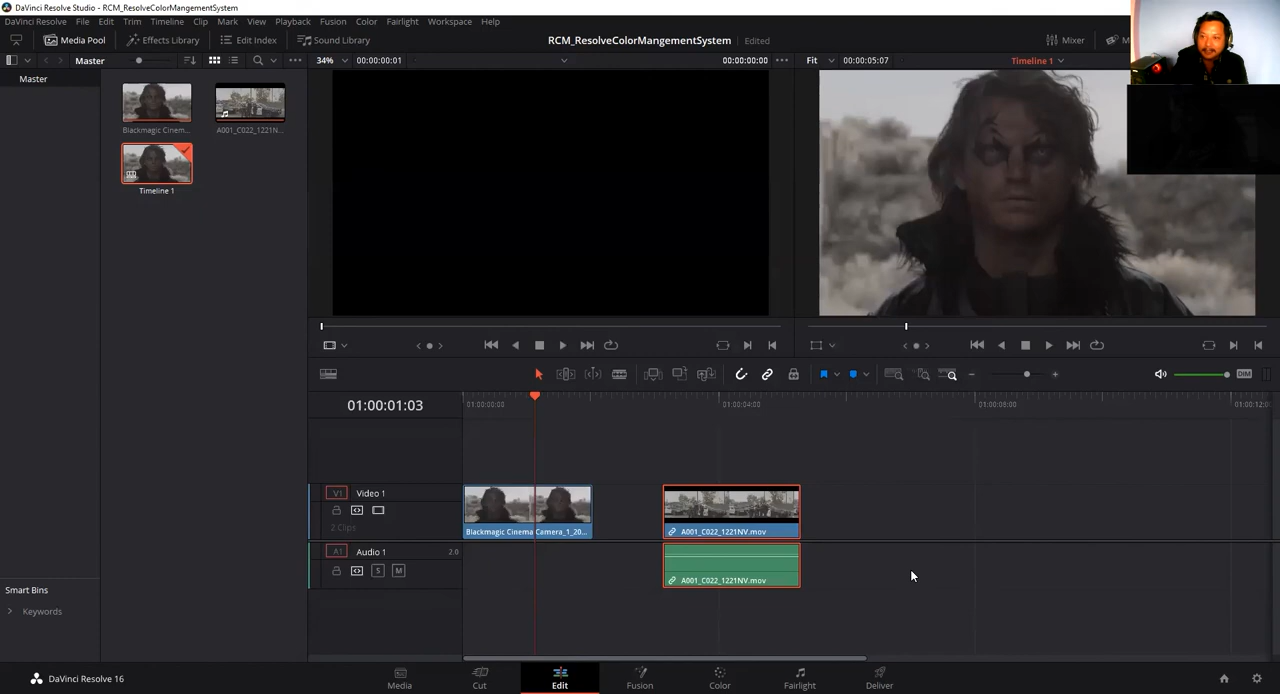 DaVinci Resolve Studio - RCM_ResolveColorMangementSystem
DaVinci Resolve File Edit Trim Timeline Clip Mark View Playback Fusion Color Fairlight Workspace Help
Media Pool Effects Library Edit Index Sound Library RCM_ResolveColorMangementSystem Edited Mixer
Master 34% 00:00:00:01 00:00:00:00 Fit 00:00:05:07 Timeline 1
Master
Blackmagic Cinem... A001_C022_1221N...
Timeline 1
01:00:01:03 01:00:00:00 01:00:04:00 01:00:08:00 01:00:12:00
DIM
V1 Video 1
2 Clips
Blackmagic Cinema Camera_1_20... A001_C022_1221NV.mov
A1 Audio 1 2.0
S M
A001_C022_1221NV.mov
Smart Bins
Keywords
DaVinci Resolve 16 Media Cut Edit Fusion Color Fairlight Deliver